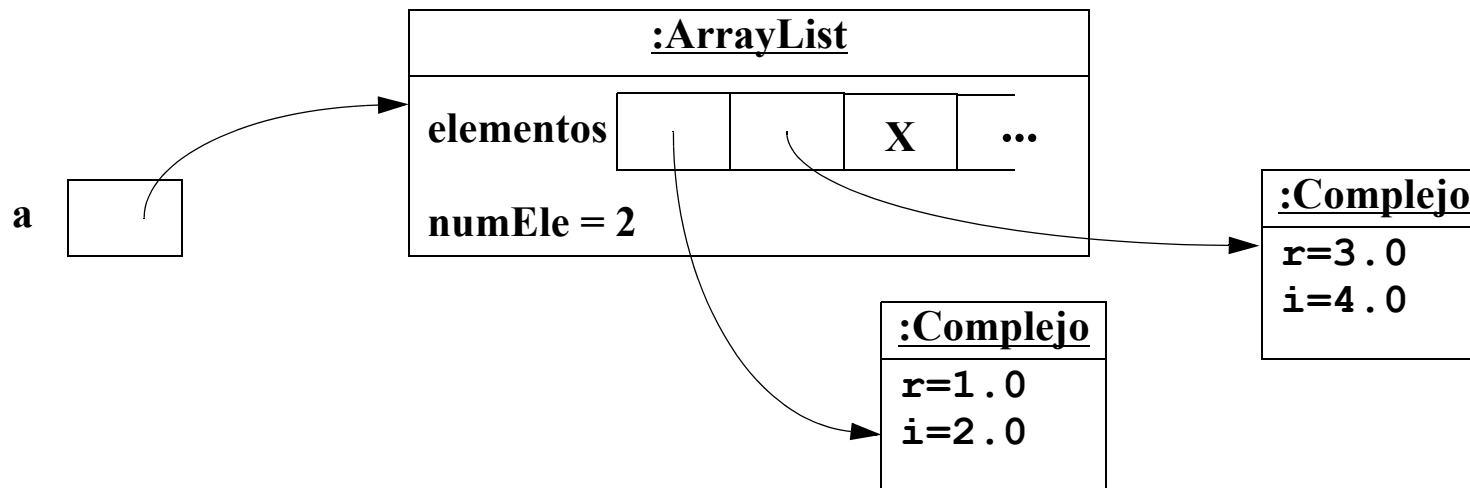 :ArrayList
elementos X ...
a
numEle = 2
:Complejo
r=3.0
i=4.0
:Complejo
r=1.0
i=2.0